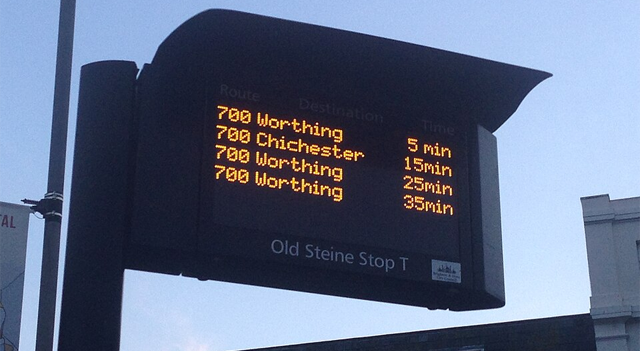 Route Destination Time
700 Worthing 5 min
700 Chichester 15min
700 Worthing 25min
700 Worthing 35min
Old Steine Stop T